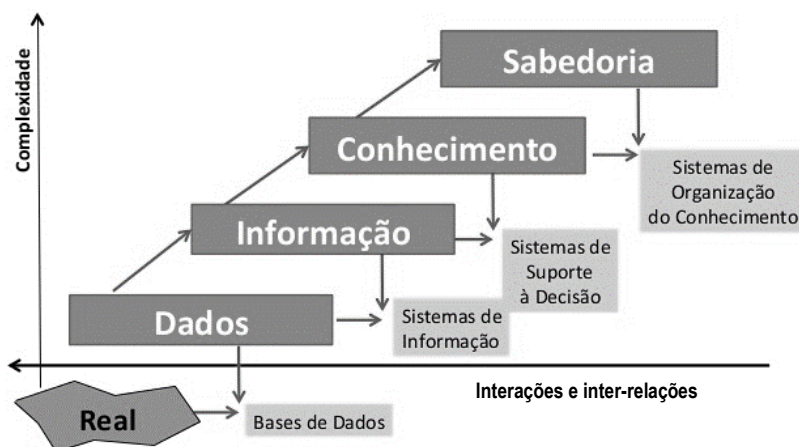 Complexidade
Sabedoria
Conhecimento
Sistemas de
Organização
do Conhecimento
Informação
Sistemas de
Suporte
à Decisão
Dados
Sistemas de
Informação
Interações e inter-relações
Real
Bases de Dados